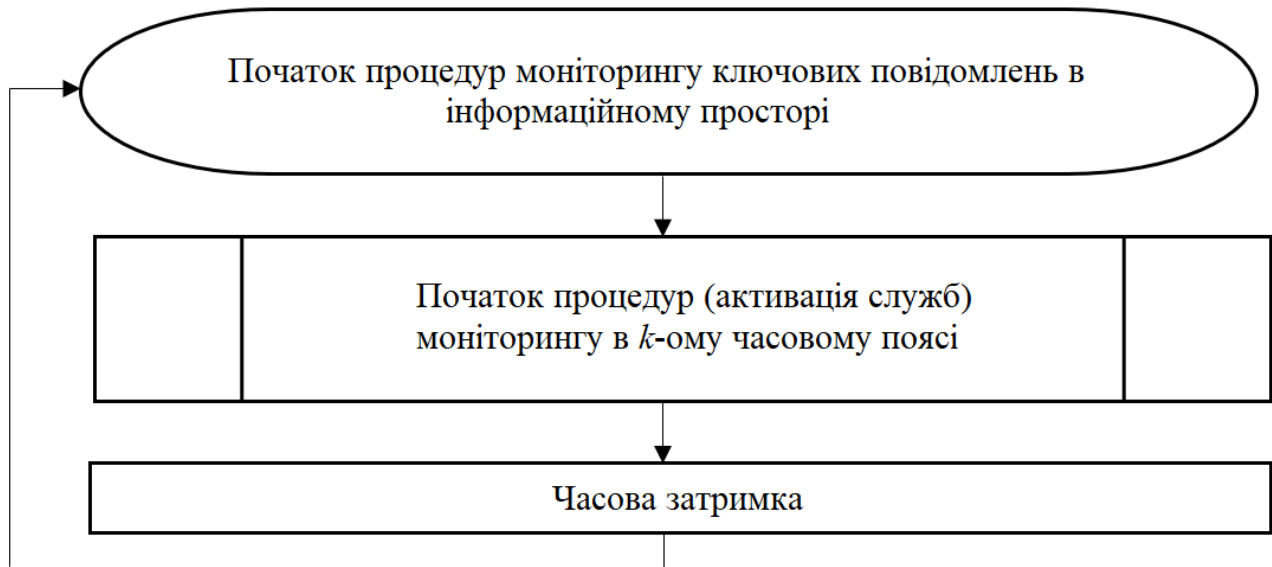 Початок процедур моніторингу ключових повідомлень в
інформаційному просторі
Початок процедур (активація служб)
моніторингу в k-ому часовому поясі
Часова затримка